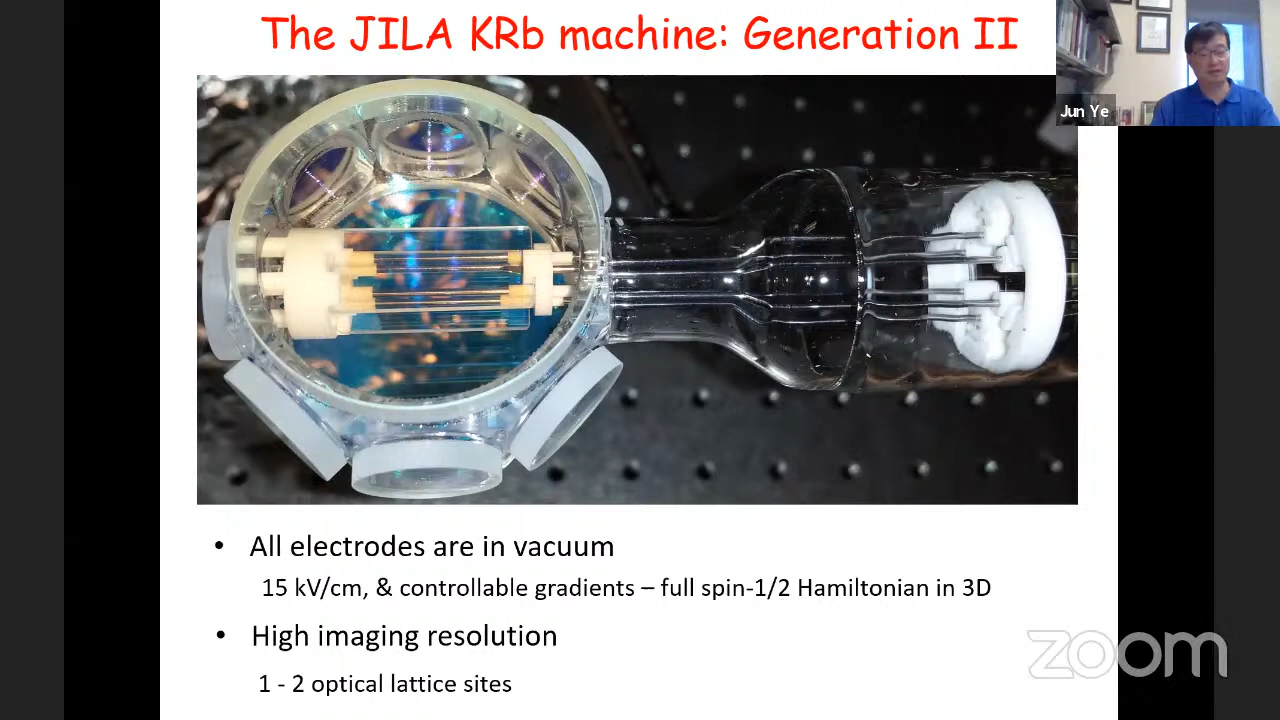 The JILA KRb machine: Generation II
Jun Ye
• All electrodes are in vacuum
15 kV/cm, & controllable gradients – full spin-1/2 Hamiltonian in 3D
• High imaging resolution
1 - 2 optical lattice sites
zoom